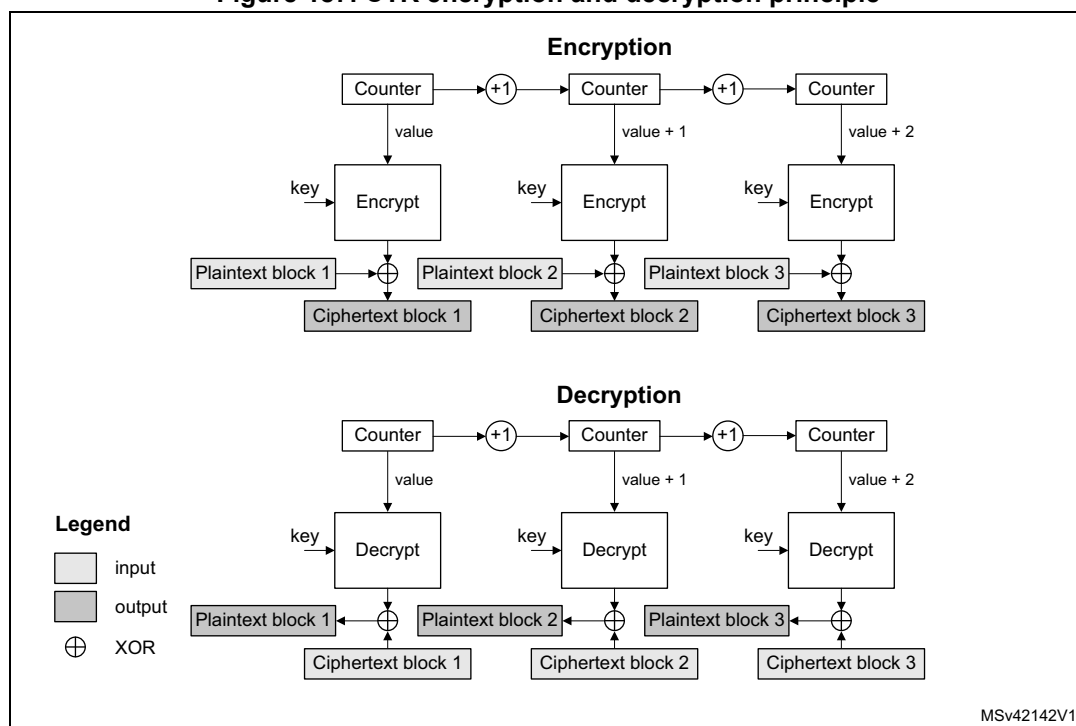 Encryption
Counter +1 Counter +1 Counter
value value + 1 value + 2
key Encrypt key Encrypt key Encrypt
Plaintext block 1 Plaintext block 2 Plaintext block 3
Ciphertext block 1 Ciphertext block 2 Ciphertext block 3
Decryption
Counter +1 Counter +1 Counter
value value + 1 value + 2
key Decrypt key Decrypt key Decrypt
Plaintext block 1 Plaintext block 2 Plaintext block 3
Ciphertext block 1 Ciphertext block 2 Ciphertext block 3
Legend
input
output
XOR
MSv42142V1